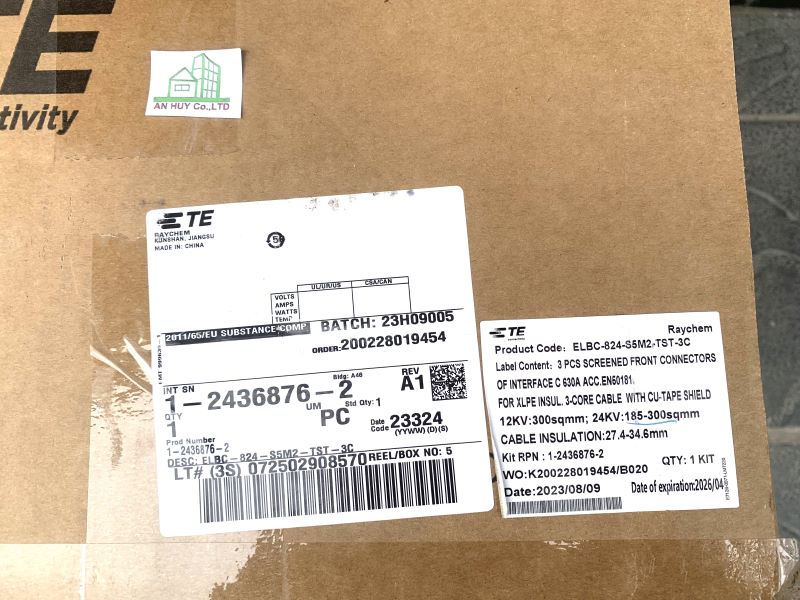 TE
tivity
AN HUY Co.,LTD
TE
RAYCHEM
KUNSHAN, JIANGSU
MADE IN: CHINA
5
UL/UR/US CSA/CAN
VOLTS
AMPS
WATTS
TEMP
2011/65/EU SUBSTANCE COMP
BATCH: 23H09005
ORDER: 200228019454
INT SN
1-2436876-2
Bldg: A46
REV
A1
QTY
1
UM
PC
Std Qty: 1
Date Code 23324
(YYWW) (D)(S)
Prod Number
1-2436876-2
DESC: ELBC-824-S5M2-TST-3C
LT# (3S) 072502908570 REEL/BOX NO: 5
TE
Raychem
Product Code: ELBC-824-S5M2-TST-3C
Label Content: 3 PCS SCREENED FRONT CONNECTORS
OF INTERFACE C 630A ACC.EN50181,
FOR XLPE INSUL. 3-CORE CABLE WITH CU-TAPE SHIELD
12KV:300sqmm; 24KV:185-300sqmm
CABLE INSULATION:27.4-34.6mm
Kit RPN : 1-2436876-2
WO:K200228019454/B020 QTY: 1 KIT
Date:2023/08/09 Date of expiration:2026/04